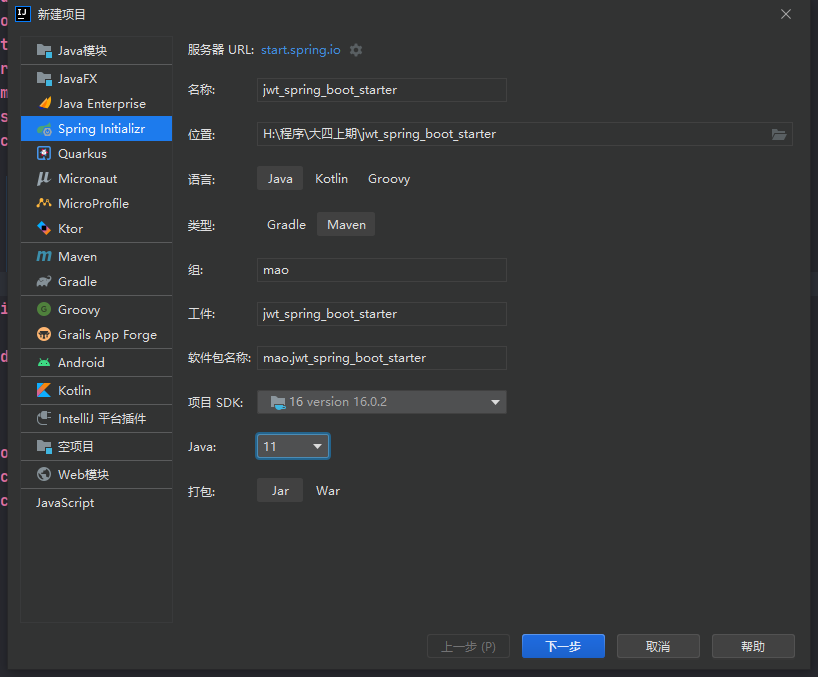 新建项目
Java模块
JavaFX
Java Enterprise
Spring Initializr
Quarkus
Micronaut
MicroProfile
Ktor
Maven
Gradle
Groovy
Grails App Forge
Android
Kotlin
IntelliJ 平台插件
空项目
Web模块
JavaScript
服务器 URL: start.spring.io
名称: jwt_spring_boot_starter
位置: H:\程序\大四上期\jwt_spring_boot_starter
语言: Java Kotlin Groovy
类型: Gradle Maven
组: mao
工件: jwt_spring_boot_starter
软件包名称: mao.jwt_spring_boot_starter
项目 SDK: 16 version 16.0.2
Java: 11
打包: Jar War
上一步 (P) 下一步 取消 帮助